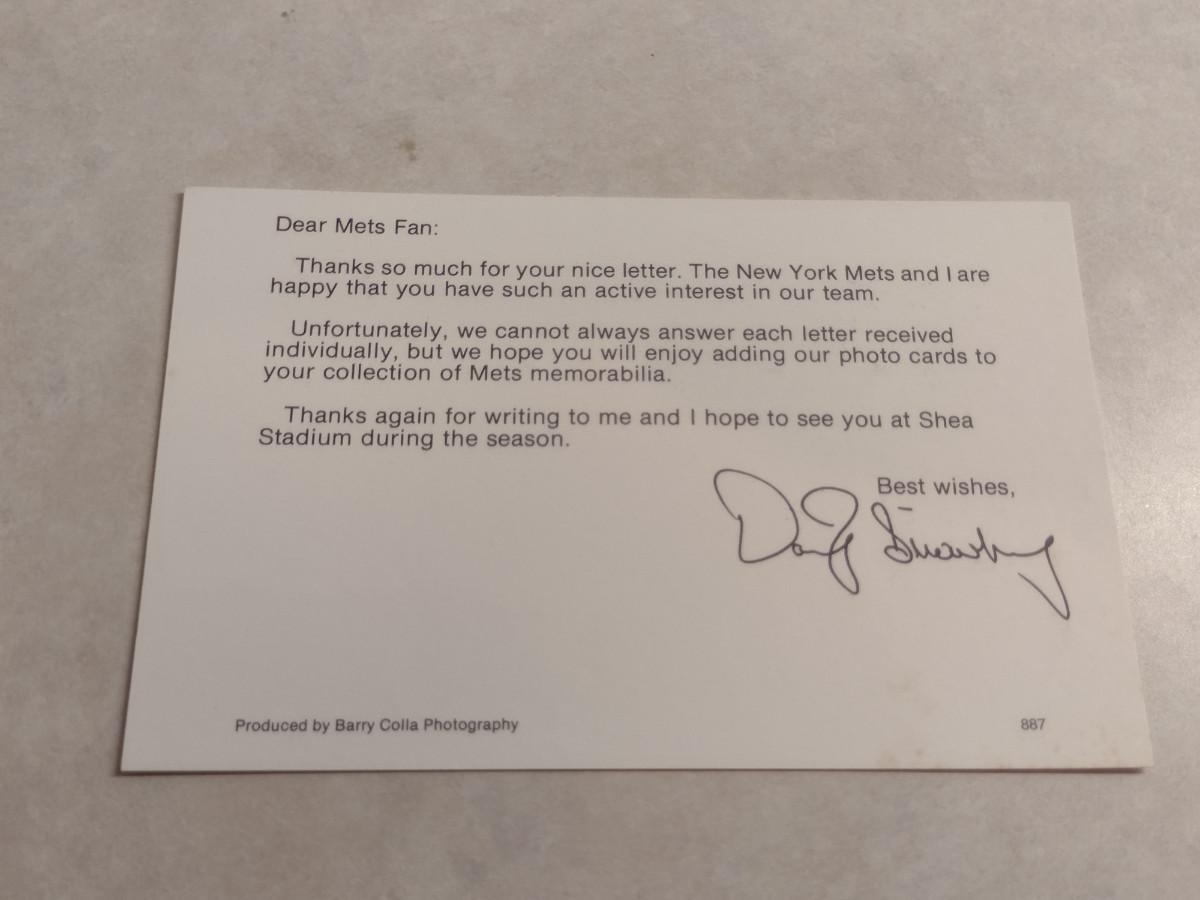 Dear Mets Fan:
Thanks so much for your nice letter. The New York Mets and I are
happy that you have such an active interest in our team.
Unfortunately, we cannot always answer each letter received
individually, but we hope you will enjoy adding our photo cards to
your collection of Mets memorabilia.
Thanks again for writing to me and I hope to see you at Shea
Stadium during the season.
Best wishes,
Darryl Strawberry
Produced by Barry Colla Photography
887